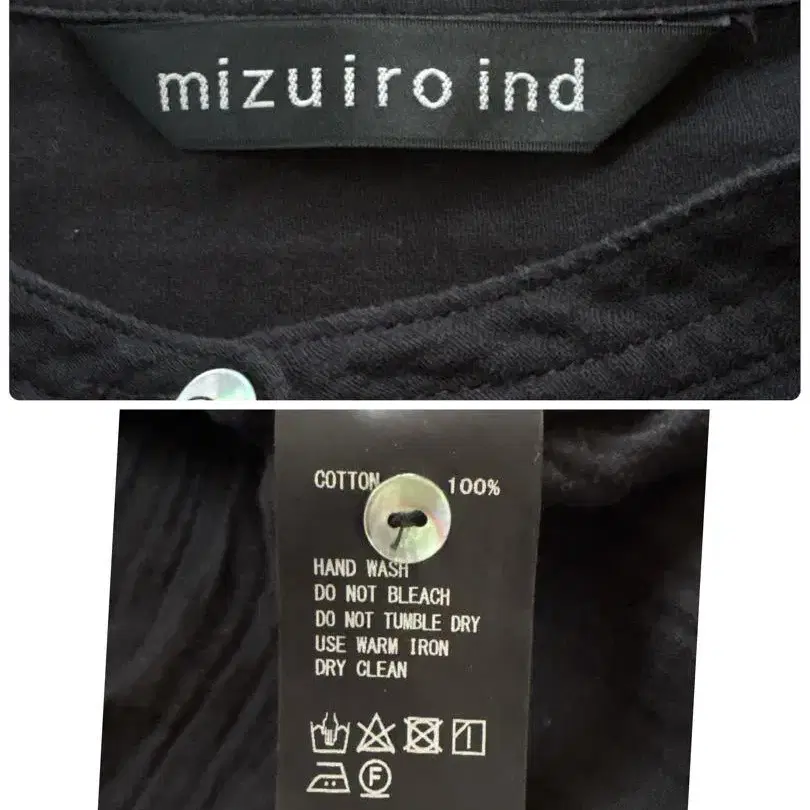 mizuiro ind
COTTON 100%
HAND WASH
DO NOT BLEACH
DO NOT TUMBLE DRY
USE WARM IRON
DRY CLEAN
F